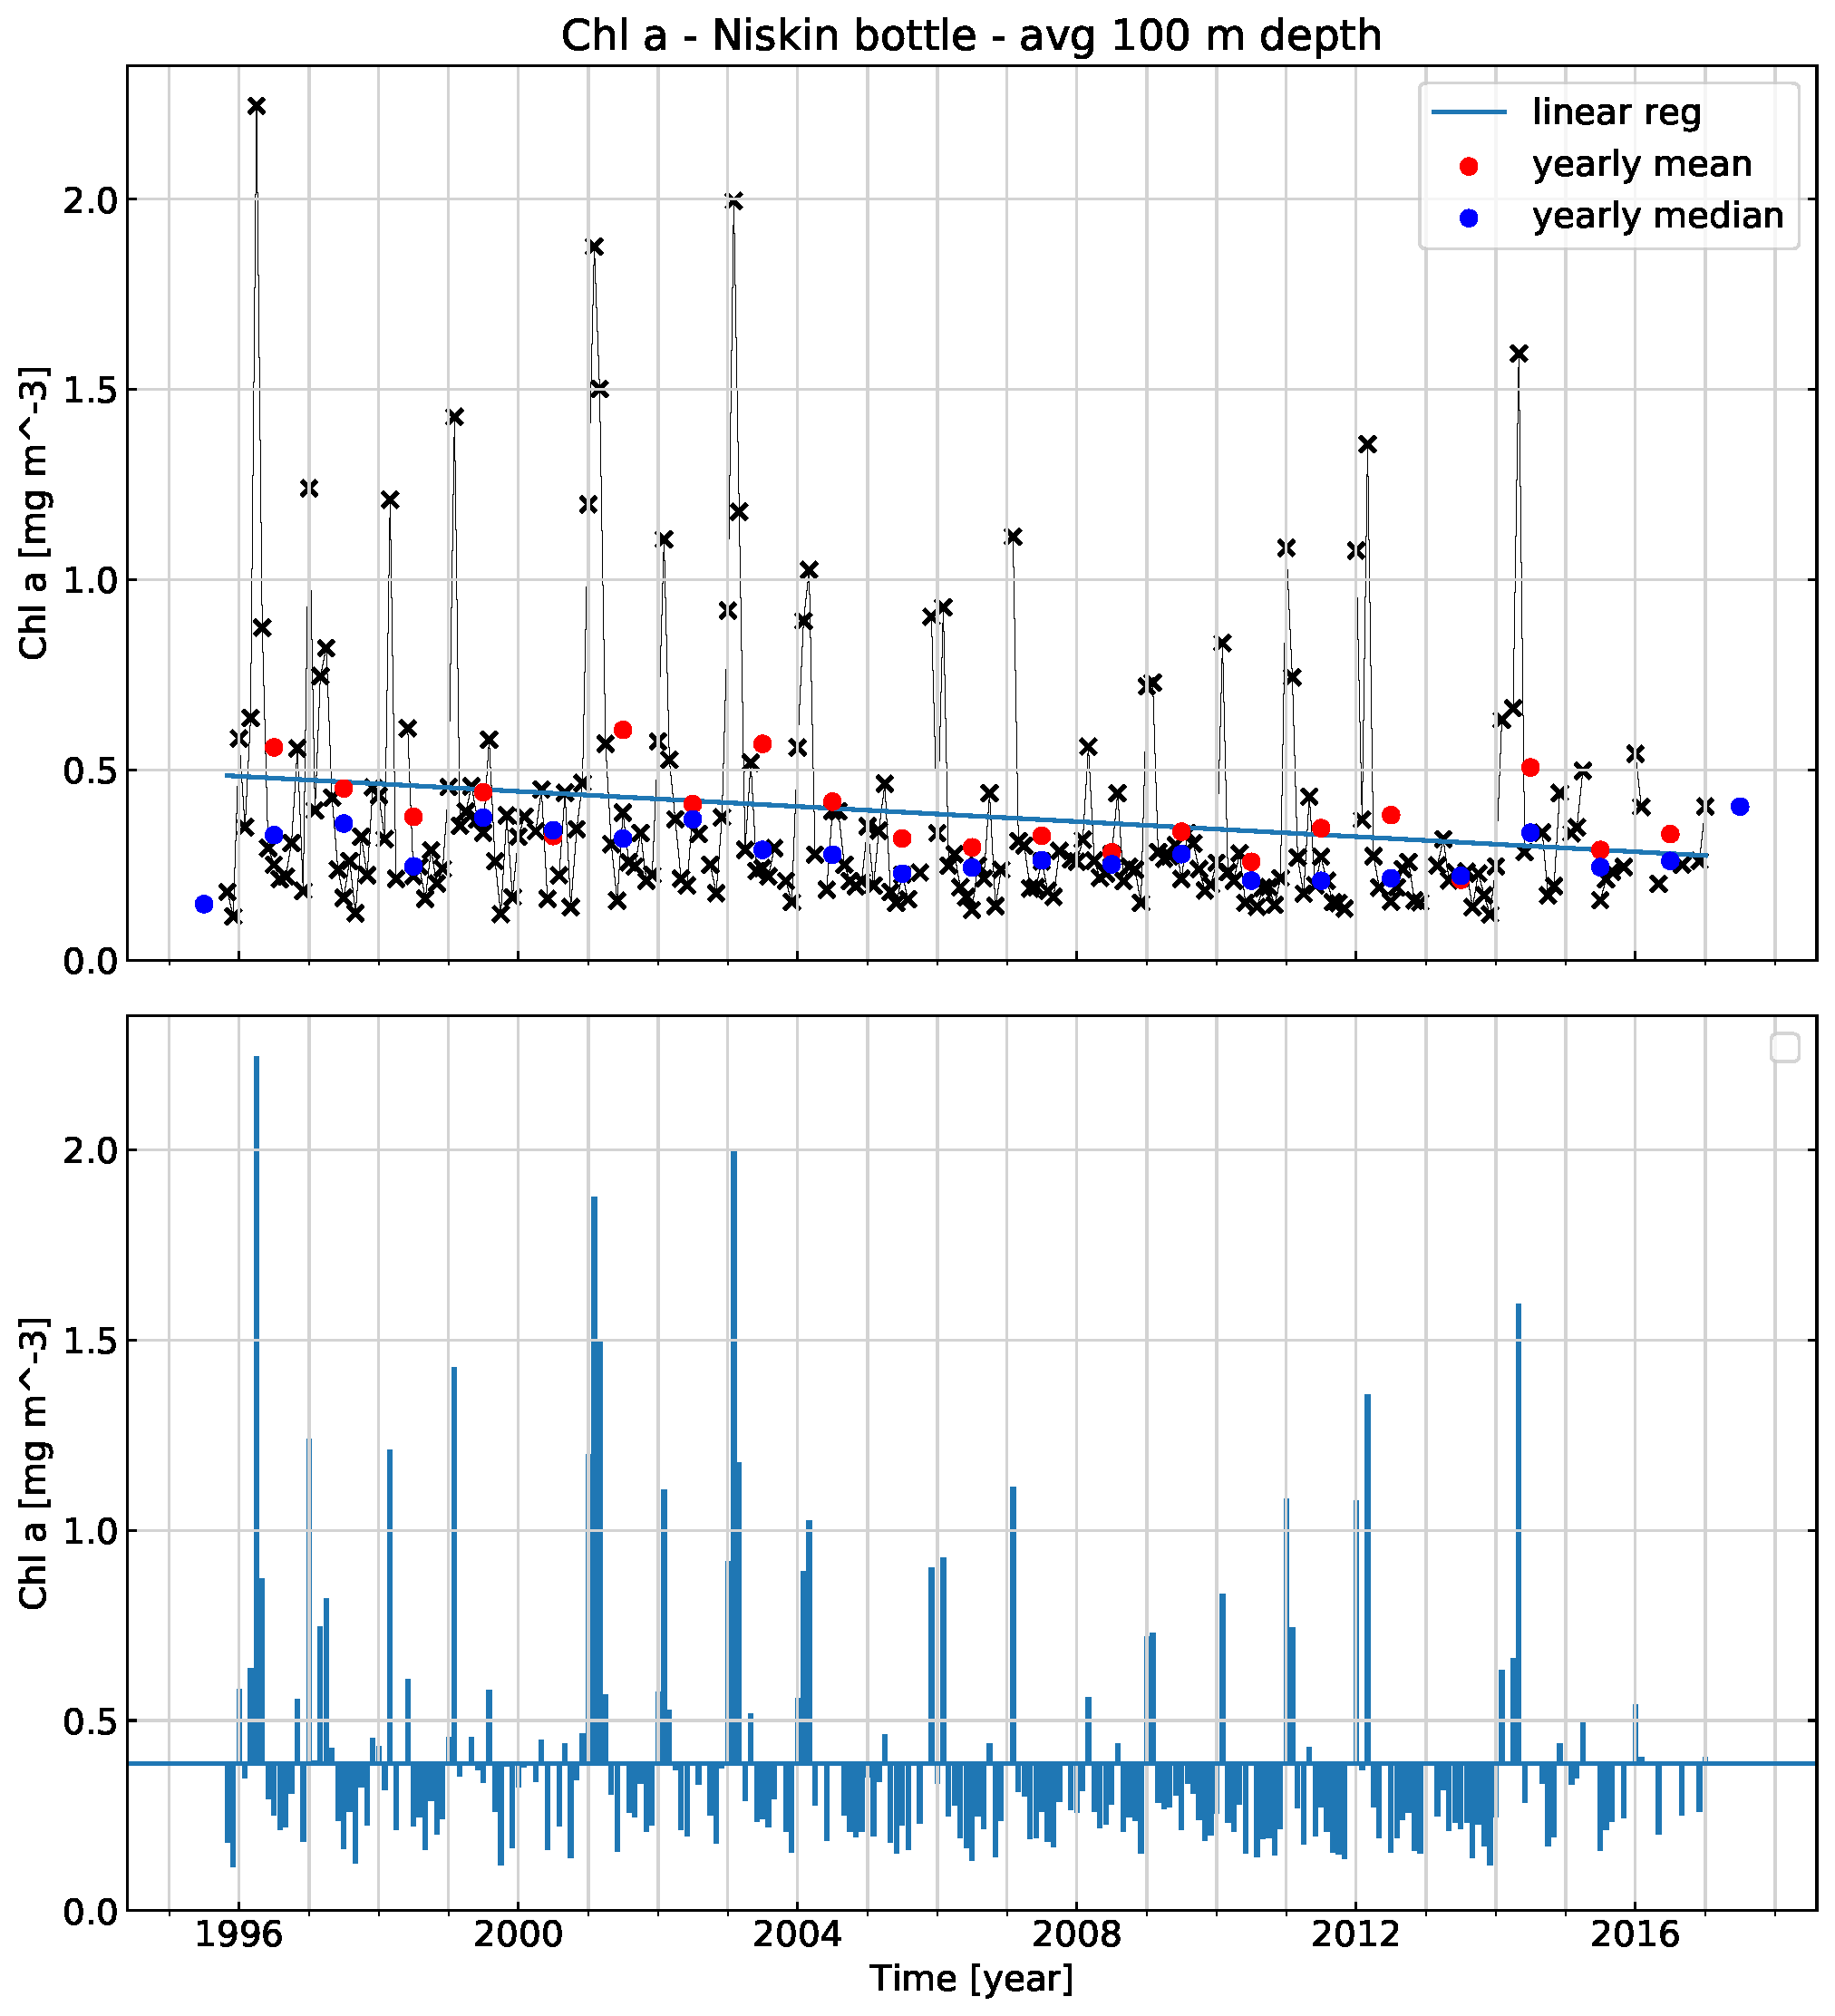 Chl a - Niskin bottle - avg 100 m depth
linear reg
yearly mean
yearly median
Chl a [mg m^-3]
2.0
1.5
1.0
0.5
0.0
Chl a [mg m^-3]
2.0
1.5
1.0
0.5
0.0
1996 2000 2004 2008 2012 2016
Time [year]